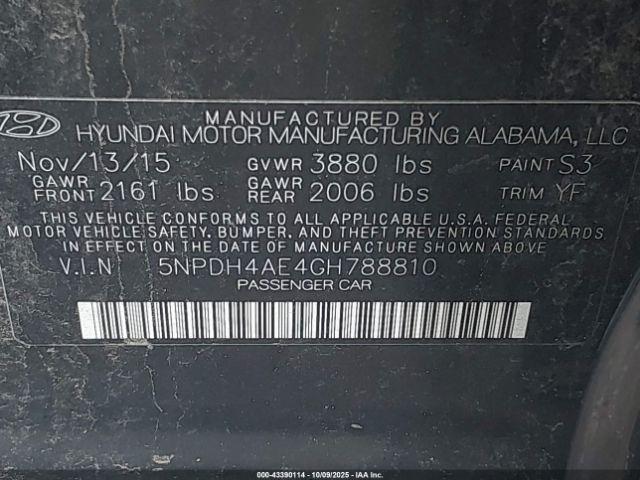 MANUFACTURED BY
HYUNDAI MOTOR MANUFACTURING ALABAMA, LLC
Nov/13/15 GVWR 3880 lbs PAINT S3
GAWR FRONT 2161 lbs GAWR REAR 2006 lbs TRIM YF
THIS VEHICLE CONFORMS TO ALL APPLICABLE U.S.A. FEDERAL
MOTOR VEHICLE SAFETY, BUMPER, AND THEFT PREVENTION STANDARDS
IN EFFECT ON THE DATE OF MANUFACTURE SHOWN ABOVE
V.I.N 5NPDH4AE4GH788810
PASSENGER CAR
000-43390114 - 10/09/2025 - IAAI.COM